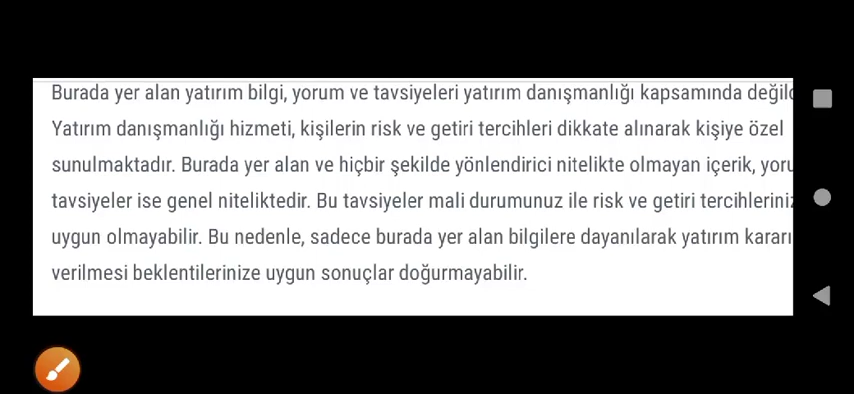 Burada yer alan yatırım bilgi, yorum ve tavsiyeleri yatırım danışmanlığı kapsamında
Yatırım danışmanlığı hizmeti, kişilerin risk ve getiri tercihleri dikkate alınarak kişiye özel
sunulmaktadır. Burada yer alan ve hiçbir şekilde yönlendirici nitelikte olmayan içerik,
tavsiyeler ise genel niteliktedir. Bu tavsiyeler mali durumunuz ile risk ve getiri
uygun olmayabilir. Bu nedenle, sadece burada yer alan bilgilere dayanılarak yatırım kararı
verilmesi beklentilerinize uygun sonuçlar doğurmayabilir.